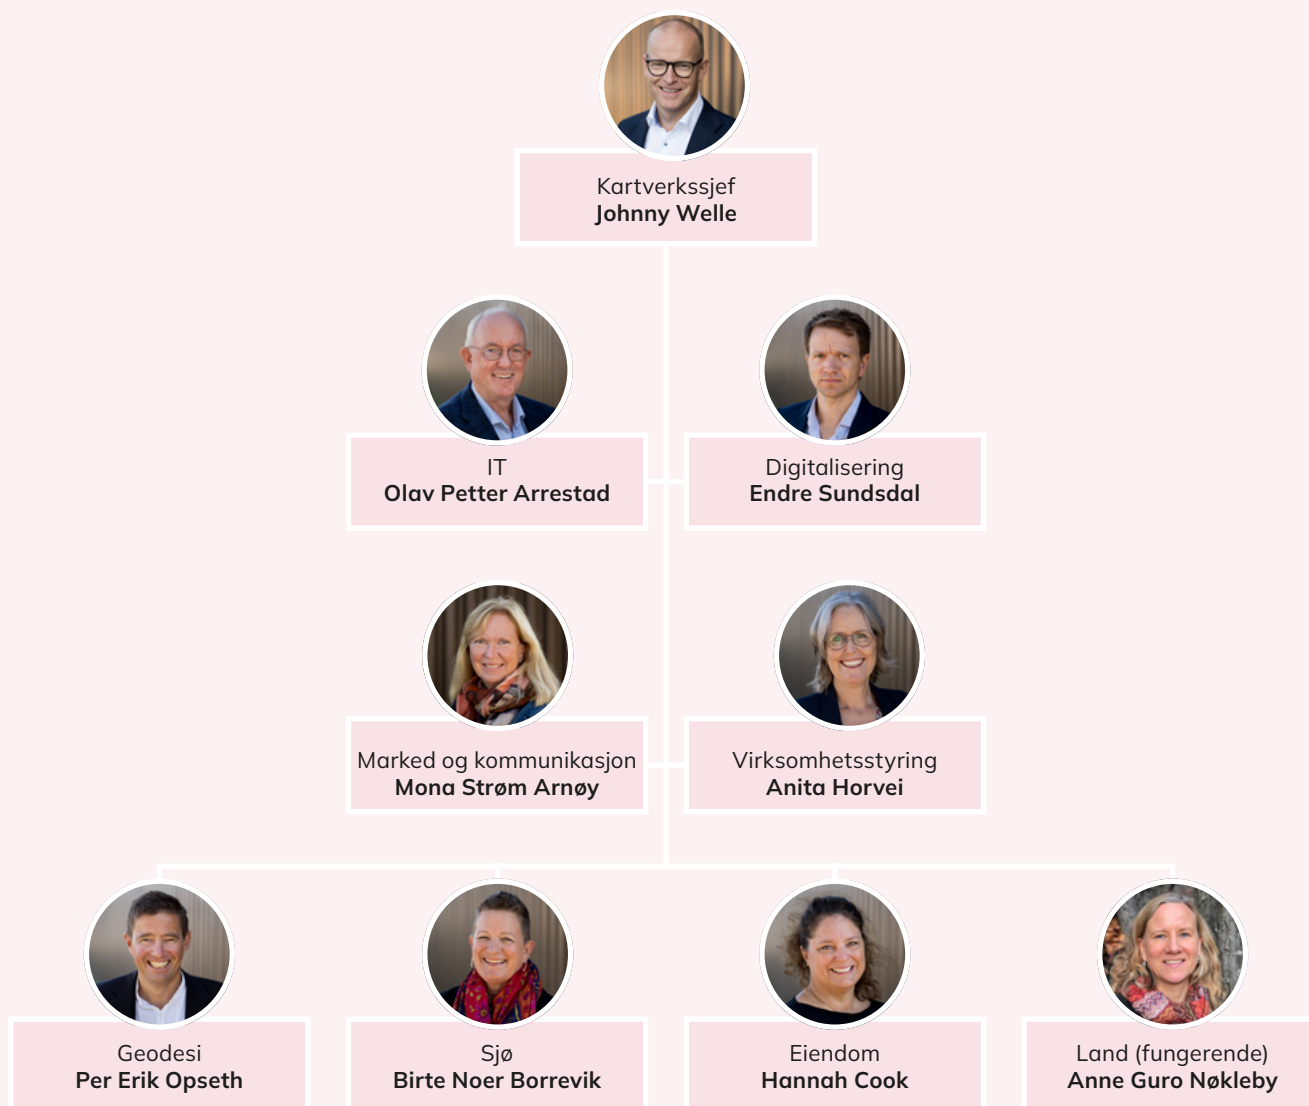 Kartverkssjef
Johnny Welle
IT
Olav Petter Arrestad
Digitalisering
Endre Sundsdal
Marked og kommunikasjon
Mona Strøm Arnøy
Virksomhetsstyring
Anita Horvei
Geodesi
Per Erik Opseth
Sjø
Birte Noer Borrevik
Eiendom
Hannah Cook
Land (fungerende)
Anne Guro Nøkleby